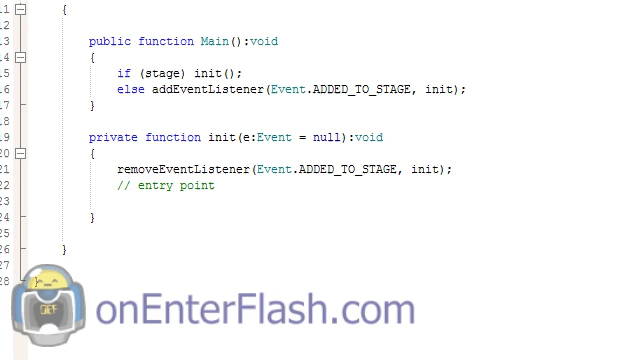 11 {
12
13 public function Main():void
14 {
15 if (stage) init();
16 else addEventListener(Event.ADDED_TO_STAGE, init);
17 }
18
19 private function init(e:Event = null):void
20 {
21 removeEventListener(Event.ADDED_TO_STAGE, init);
22 // entry point
23
24 }
25
26 }
27
28 }
OEF
onEnterFlash.com